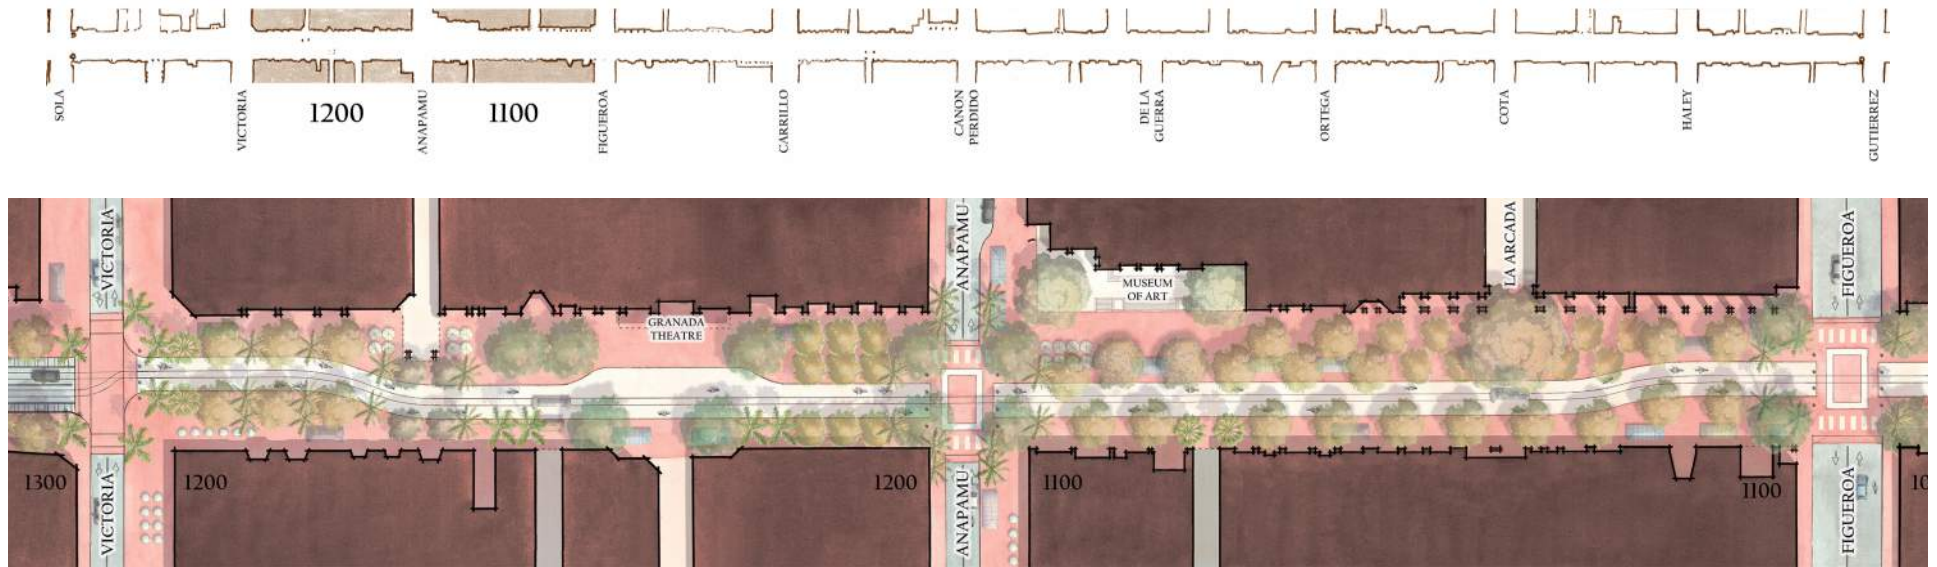 1200
1100
SOLA
VICTORIA
ANAPAMU
FIGUEROA
CARRILLO
CANON
PERDIDO
DE LA
GUERRA
ORTEGA
COTA
HALEY
GUTIERREZ
VICTORIA
ANAPAMU
LA ARCADA
FIGUEROA
MUSEUM
OF ART
GRANADA
THEATRE
1300
1200
1200
1100
1100
10
VICTORIA
ANAPAMU
FIGUEROA